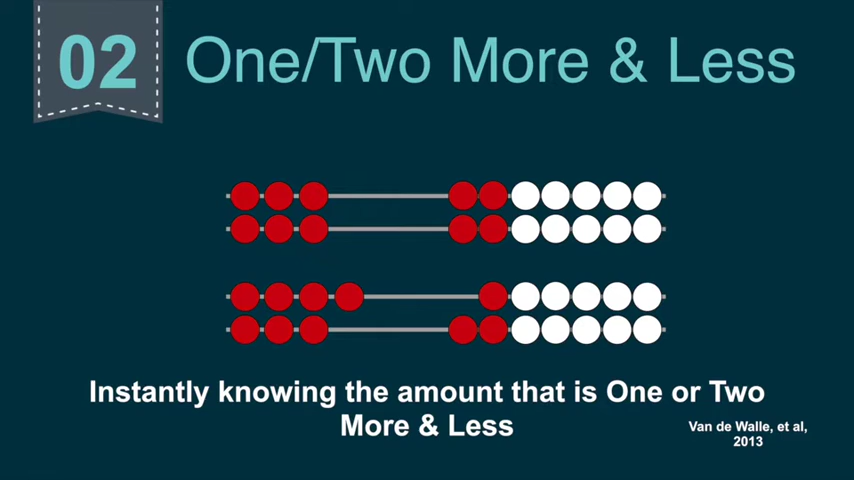 02
One/Two More & Less
Instantly knowing the amount that is One or Two
More & Less
Van de Walle, et al,
2013